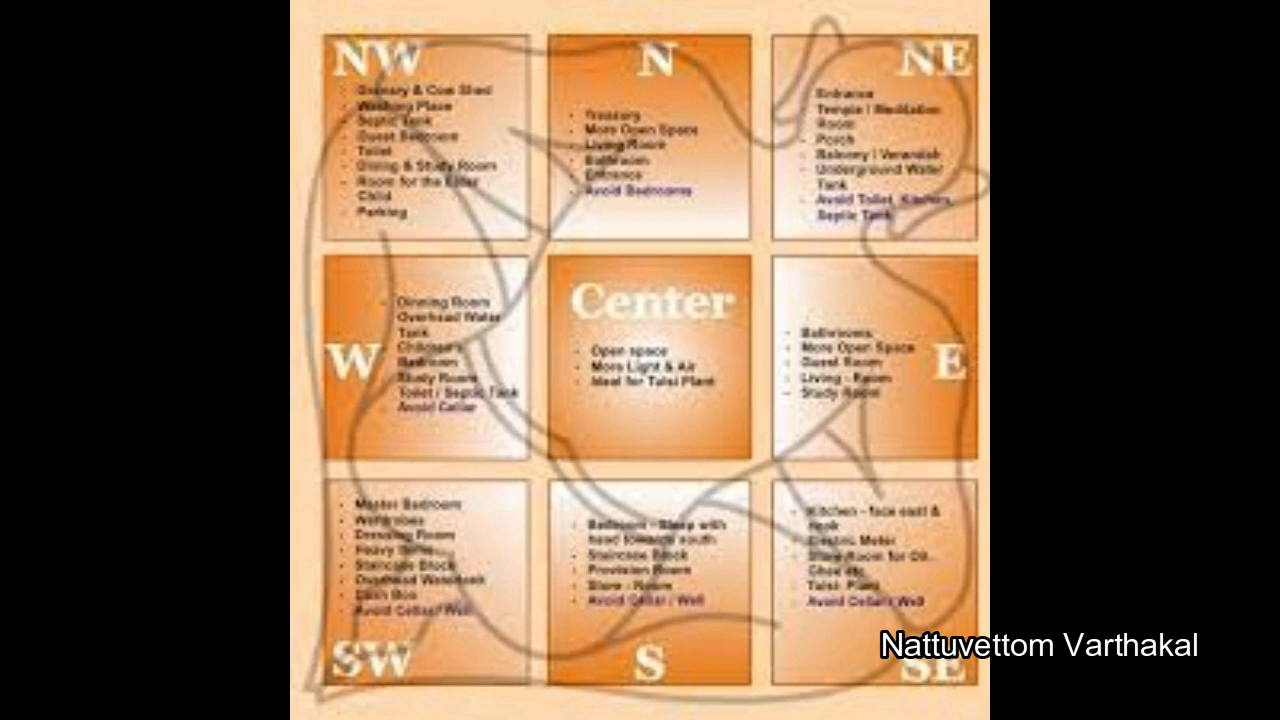 NW
Granary & Cow Shed
Washing Place
Septic Tank
Guest Bedroom
Toilet
Dining & Study Room
Room for the Elder
Child
Parking
N
Treasury
More Open Space
Living Room
Bathroom
Entrance
Avoid Bedrooms
NE
Entrance
Temple / Meditation
Room
Porch
Balcony / Verandah
Underground Water
Tank
Avoid Toilet, Kitchen,
Septic Tank
W
Dinning Room
Overhead Water
Tank
Children's
Bedroom
Study Room
Toilet / Septic Tank
Avoid Cellar
Center
Open space
More Light & Air
Ideal for Tulsi Plant
E
Bathrooms
More Open Space
Guest Room
Living - Room
Study Room
Master Bedroom
Wardrobes
Dressing Room
Heavy Items
Staircase Block
Overhead Watertank
Cash Box
Avoid Cellar / Well
SW
Bedroom - Sleep with
head towards south
Staircase Block
Provision Room
Store - Room
Avoid Cellar / Well
S
Kitchen - face east &
cook
Electric Meter
Store Room for Oil,
Ghee etc.
Tulsi Plant
Avoid Cellar / Well
SE
Nattuvettom Varthakal